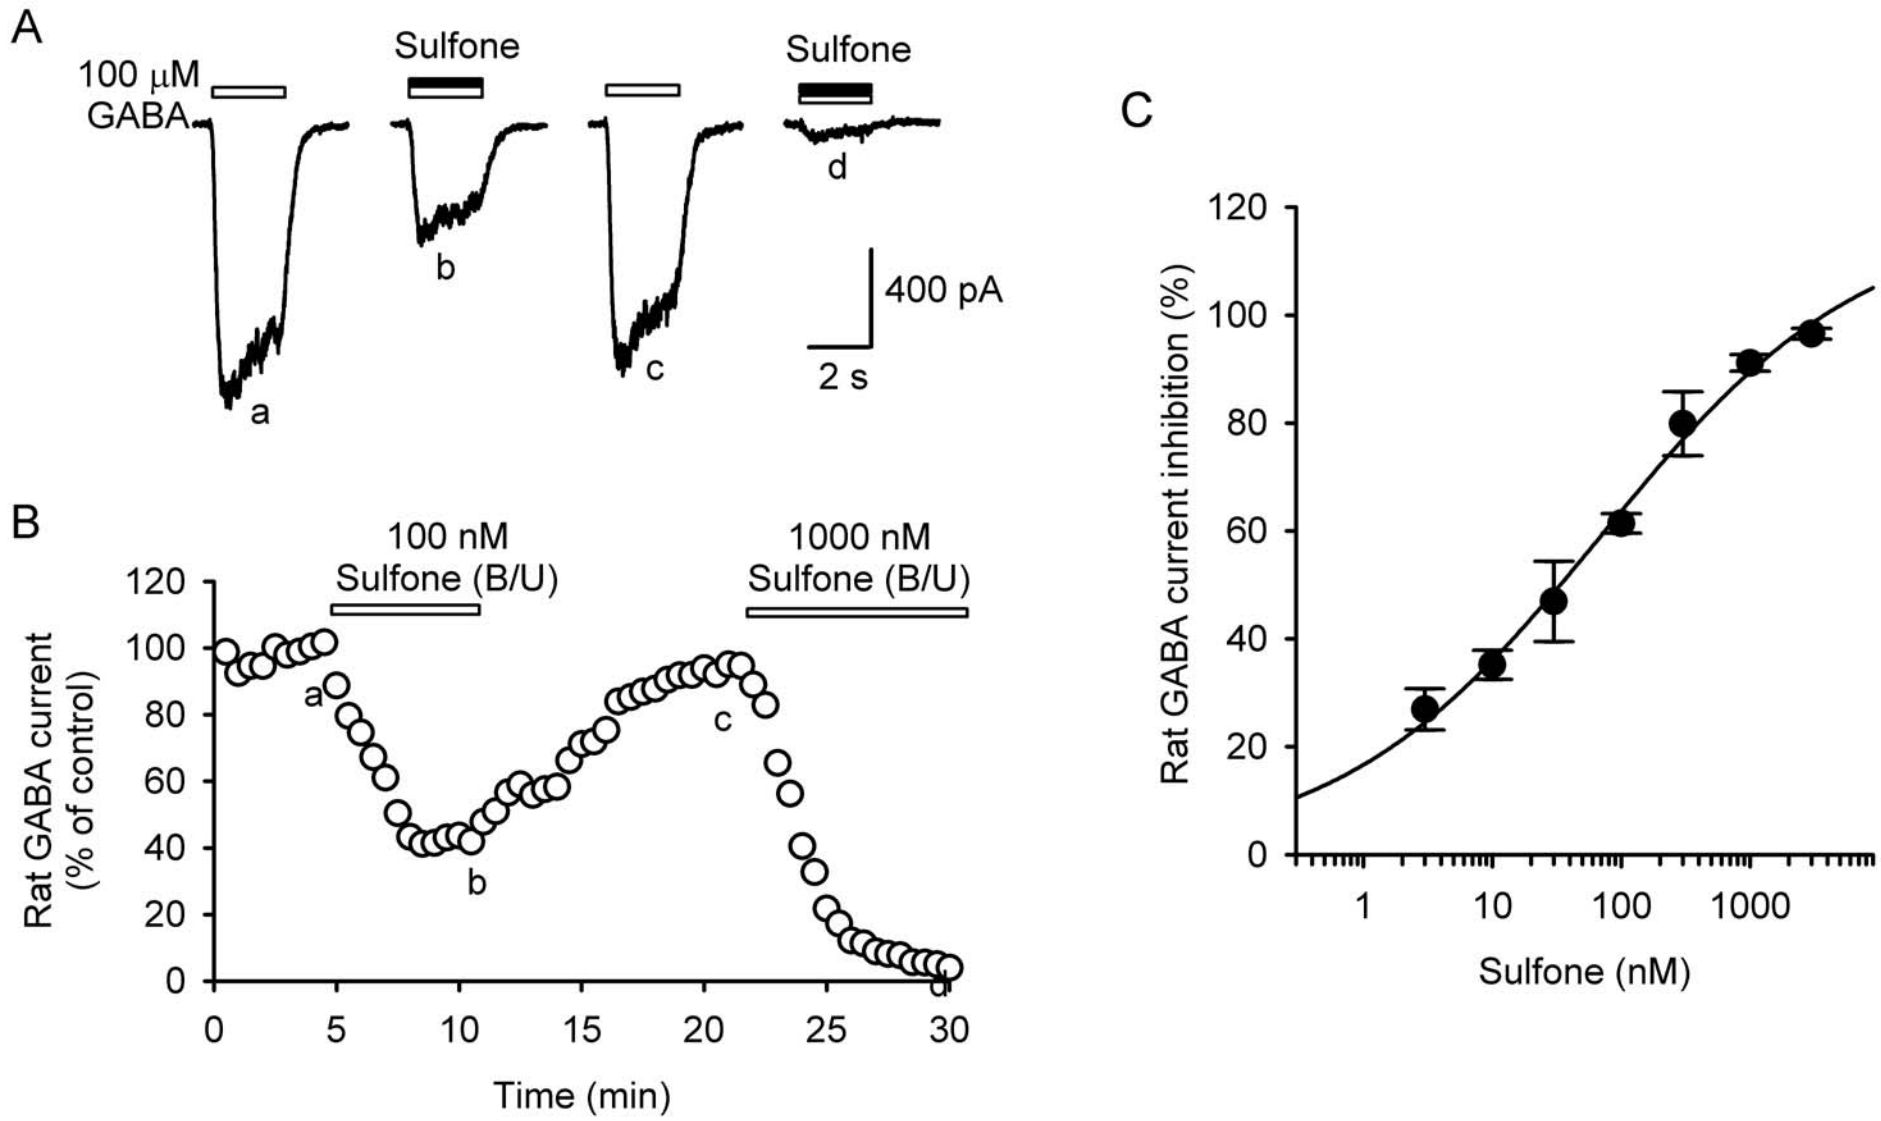 A
100 μM
GABA
Sulfone
Sulfone
a
b
c
d
400 pA
2 s
B
100 nM
Sulfone (B/U)
1000 nM
Sulfone (B/U)
Rat GABA current
(% of control)
120
100
80
60
40
20
0
a
b
c
d
0 5 10 15 20 25 30
Time (min)
C
Rat GABA current inhibition (%)
120
100
80
60
40
20
0
1 10 100 1000
Sulfone (nM)